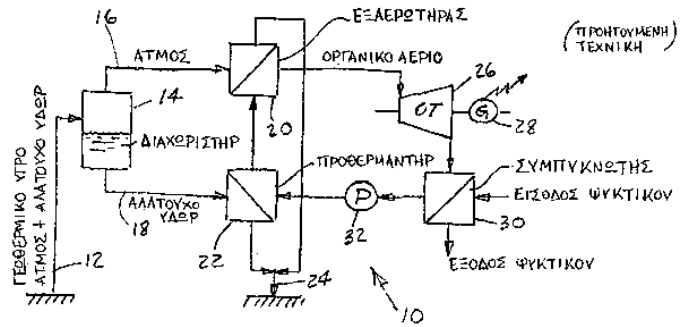 16
ΑΤΜΟΣ
ΕΞΑΕΡΩΤΗΡΑΣ
ΟΡΓΑΝΙΚΟ ΑΕΡΙΟ
(ΠΡΟΗΓΟΥΜΕΝΗ
ΤΕΧΝΙΚΗ)
14
20
26
ΟΤ
G
28
ΔΙΑΧΩΡΙΣΤΗΡ
ΠΡΟΘΕΡΜΑΝΤΗΡ
ΣΥΜΠΥΚΝΩΤΗΣ
ΕΙΣΟΔΟΣ ΨΥΚΤΙΚΟΥ
P
ΑΛΑΤΟΥΧΟ
ΥΔΩΡ
18
22
32
30
ΕΞΟΔΟΣ ΨΥΚΤΙΚΟΥ
ΓΕΩΘΕΡΜΙΚΟ ΥΓΡΟ
ΑΤΜΟΣ + ΑΛΑΤΟΥΧΟ ΥΔΩΡ
12
24
10